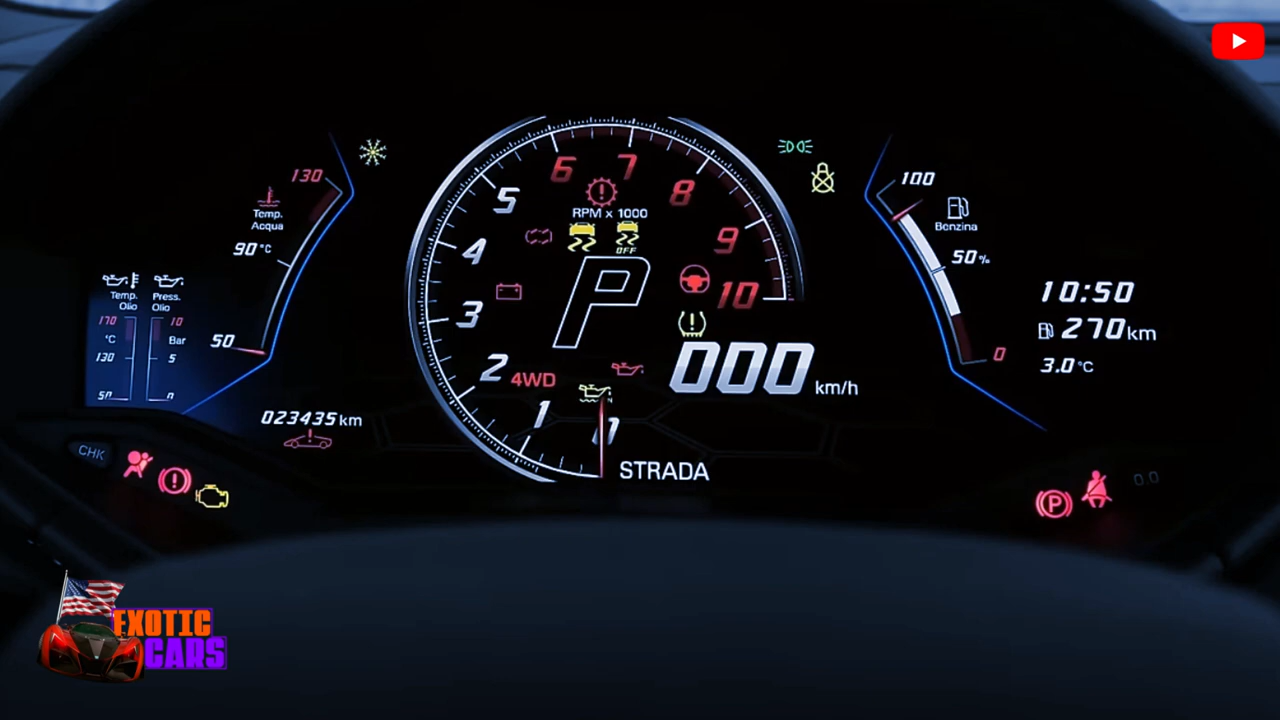 130
Temp.
Acqua
90 °C
50
Temp.
Olio
Press.
Olio
170
°C
130
50
10
Bar
5
0
023435 km
CHK
6
7
5
8
RPM x 1000
OFF
4
9
P
10
3
2
4WD
000 km/h
1
0
STRADA
100
Benzina
50 %
0
10:50
270 km
3.0 °C
P
0.0
EXOTIC
CARS